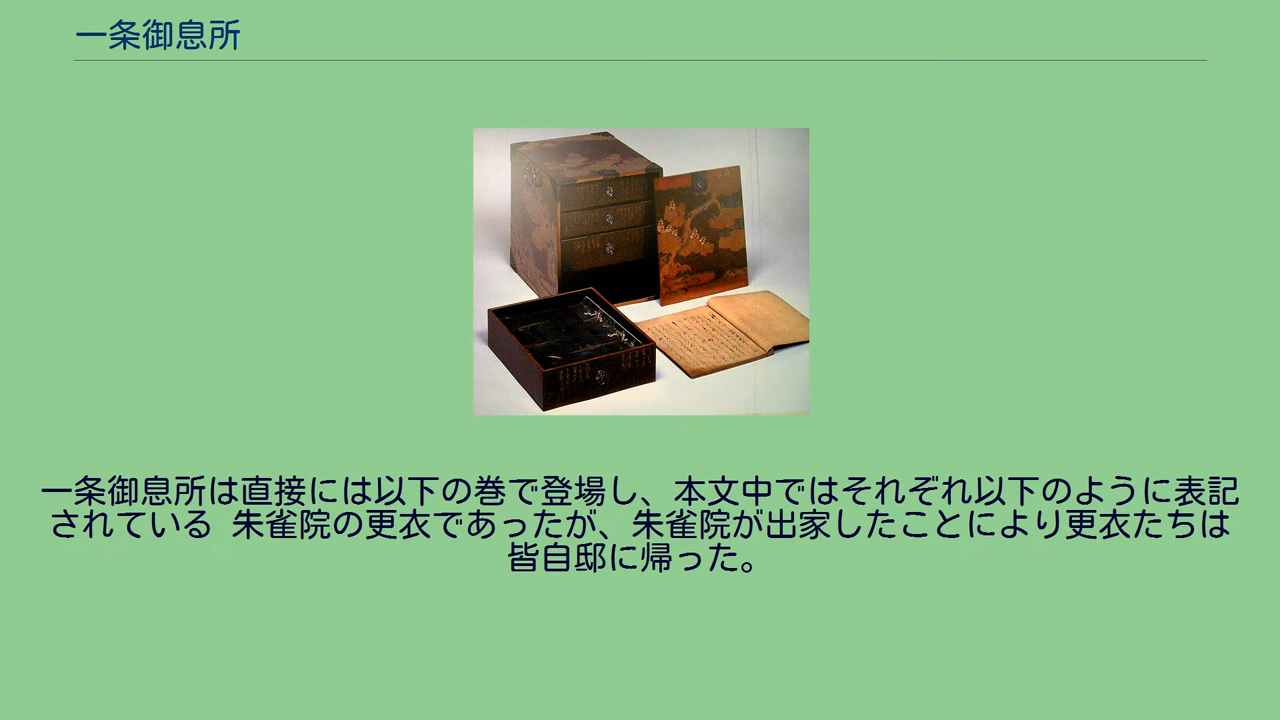 一条御息所
一条御息所は直接には以下の巻で登場し、本文中ではそれぞれ以下のように表記
されている 朱雀院の更衣であったが、朱雀院が出家したことにより更衣たちは
皆自邸に帰った。